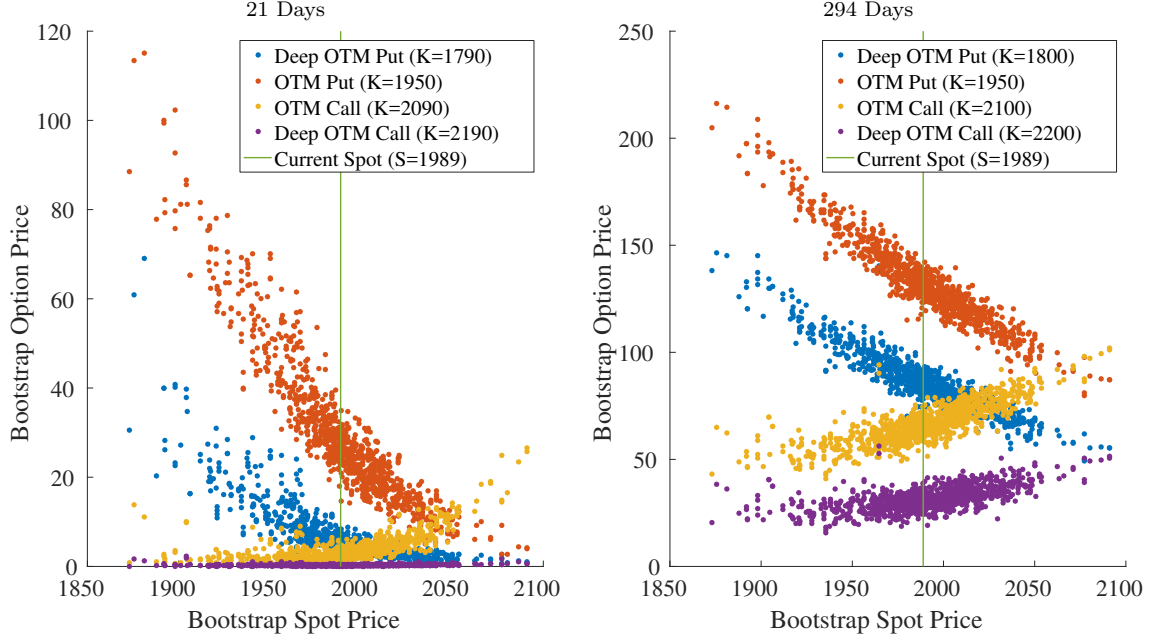 21 Days
120
100
80
60
40
20
0
Bootstrap Option Price
Deep OTM Put (K=1790)
OTM Put (K=1950)
OTM Call (K=2090)
Deep OTM Call (K=2190)
Current Spot (S=1989)
1850 1900 1950 2000 2050 2100
Bootstrap Spot Price
294 Days
250
200
150
100
50
0
Bootstrap Option Price
Deep OTM Put (K=1800)
OTM Put (K=1950)
OTM Call (K=2100)
Deep OTM Call (K=2200)
Current Spot (S=1989)
1850 1900 1950 2000 2050 2100
Bootstrap Spot Price